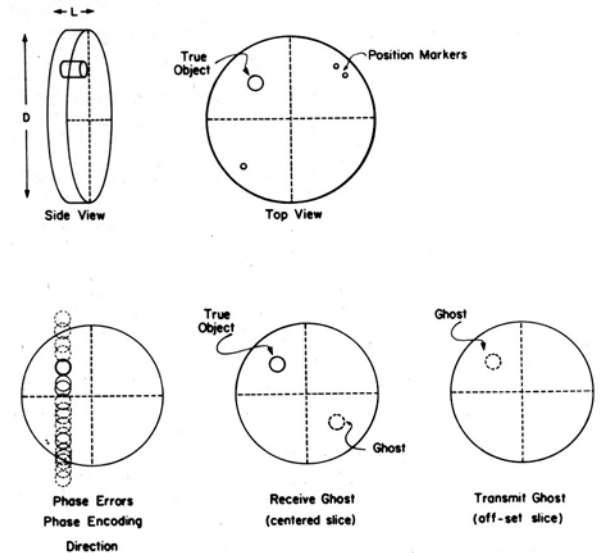 L
D
Side View
True
Object
Position Markers
Top View
True
Object
Ghost
Ghost
Phase Errors
Phase Encoding
Direction
Receive Ghost
(centered slice)
Transmit Ghost
(off-set slice)